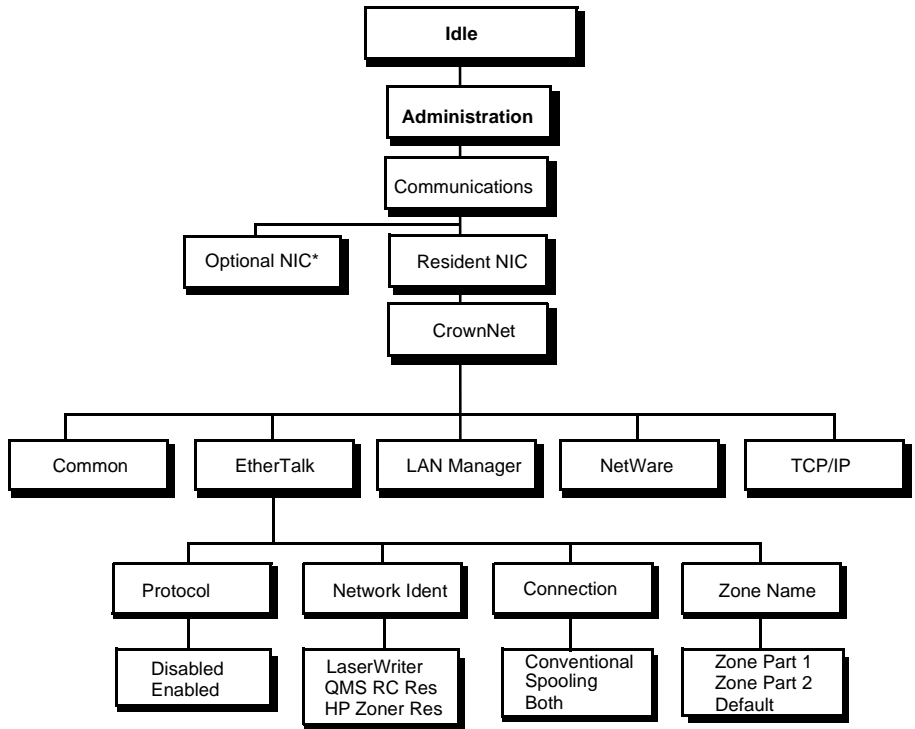 Idle
Administration
Communications
Optional NIC*
Resident NIC
CrownNet
Common
EtherTalk
LAN Manager
NetWare
TCP/IP
Protocol
Network Ident
Connection
Zone Name
Disabled
Enabled
LaserWriter
QMS RC Res
HP Zoner Res
Conventional
Spooling
Both
Zone Part 1
Zone Part 2
Default